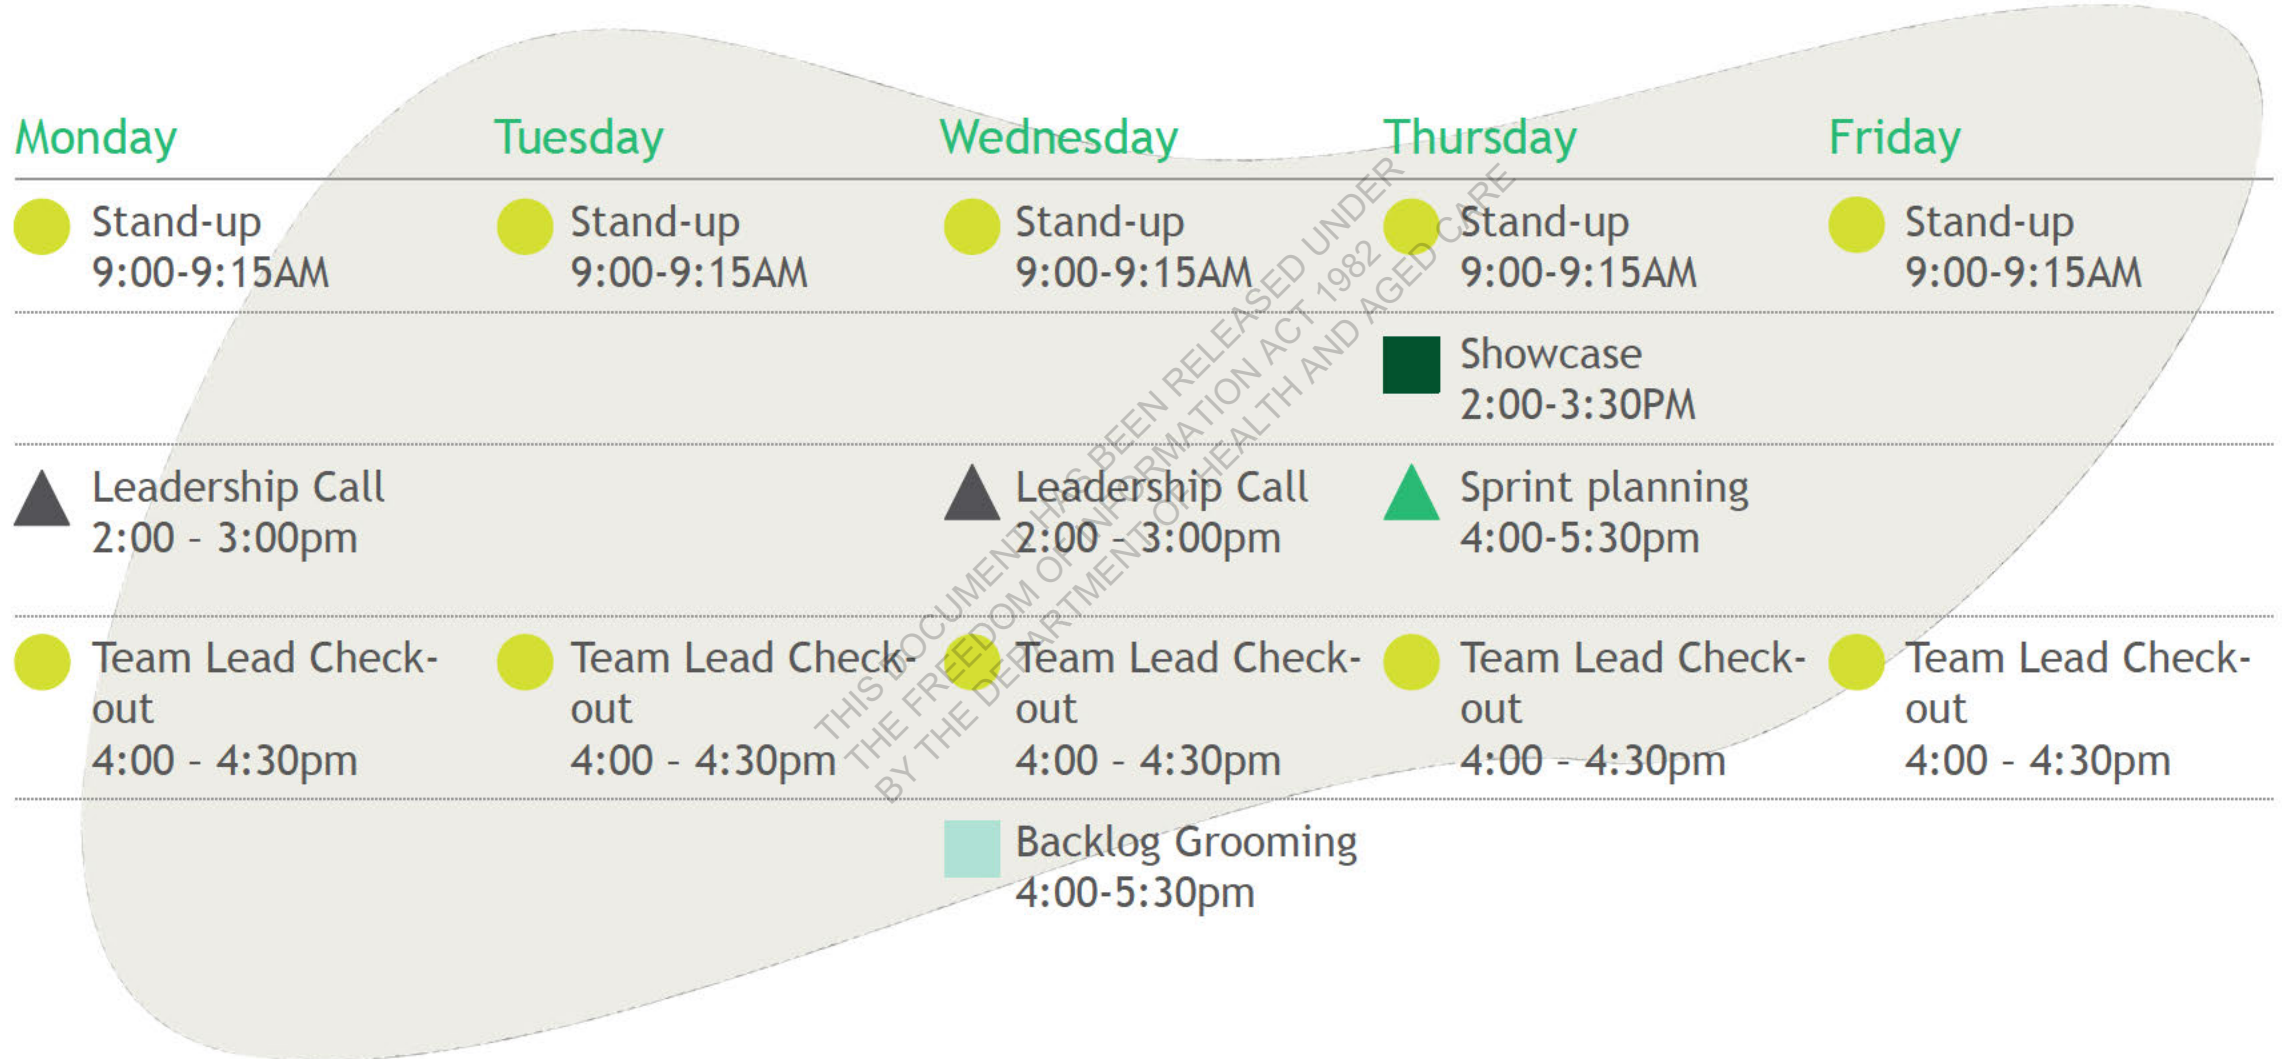 Monday
Tuesday
Wednesday
Thursday
Friday
Stand-up
9:00-9:15AM
Stand-up
9:00-9:15AM
Stand-up
9:00-9:15AM
Stand-up
9:00-9:15AM
Stand-up
9:00-9:15AM
Showcase
2:00-3:30PM
Leadership Call
2:00 - 3:00pm
Leadership Call
2:00 - 3:00pm
Sprint planning
4:00-5:30pm
Team Lead Check-
out
4:00 - 4:30pm
Team Lead Check-
out
4:00 - 4:30pm
Team Lead Check-
out
4:00 - 4:30pm
Team Lead Check-
out
4:00 - 4:30pm
Team Lead Check-
out
4:00 - 4:30pm
Backlog Grooming
4:00-5:30pm
THIS DOCUMENT HAS BEEN RELEASED UNDER
THE FREEDOM OF INFORMATION ACT 1982
BY THE DEPARTMENT OF HEALTH AND AGED CARE